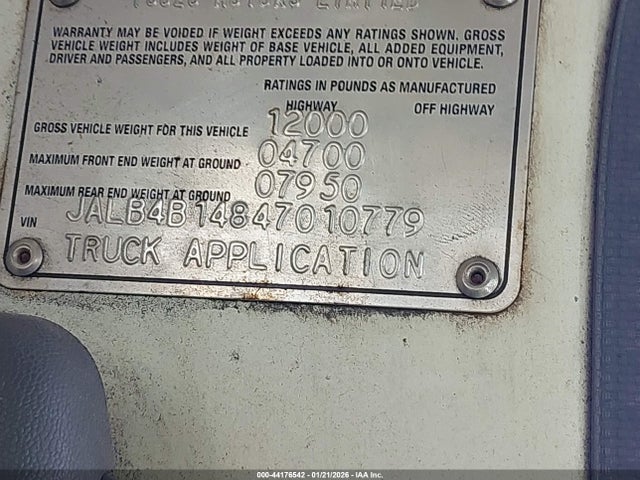 ISUZU MOTORS LIMITED
WARRANTY MAY BE VOIDED IF WEIGHT EXCEEDS ANY RATINGS SHOWN. GROSS
VEHICLE WEIGHT INCLUDES WEIGHT OF BASE VEHICLE, ALL ADDED EQUIPMENT,
DRIVER AND PASSENGERS, AND ALL PROPERTY LOADED INTO OR ONTO VEHICLE.
RATINGS IN POUNDS AS MANUFACTURED
HIGHWAY OFF HIGHWAY
GROSS VEHICLE WEIGHT FOR THIS VEHICLE 12000
MAXIMUM FRONT END WEIGHT AT GROUND 04700
MAXIMUM REAR END WEIGHT AT GROUND 07950
VIN JALB4B14847010779
TRUCK APPLICATION
000-44176542 - 01/21/2026 - IAA Inc.